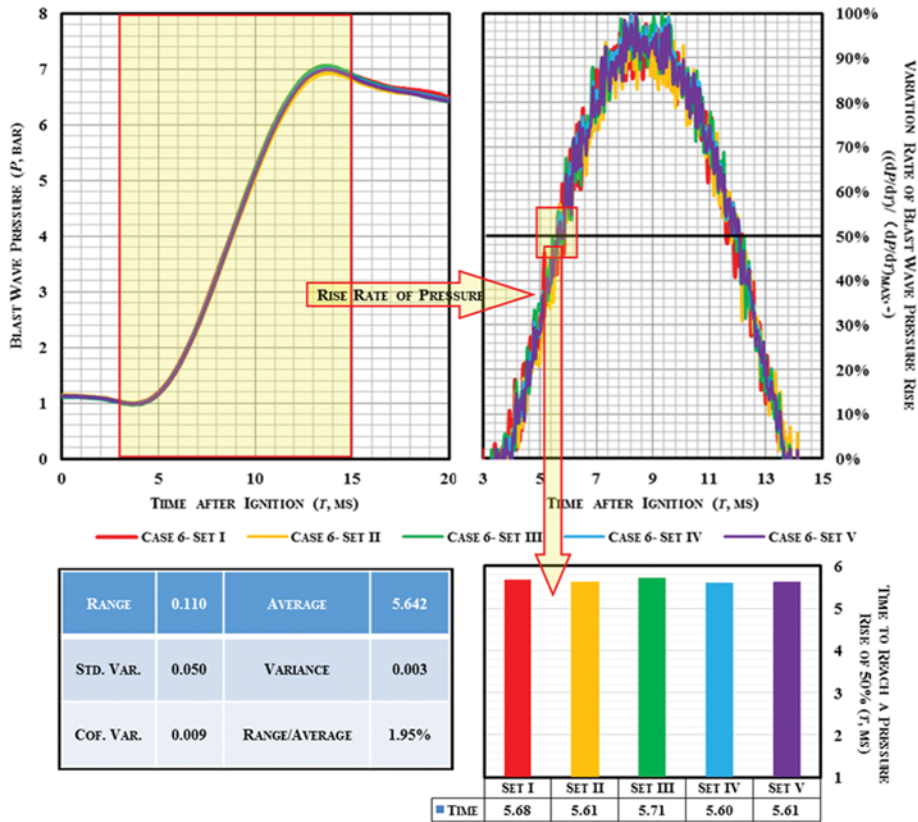 8
7
6
5
4
3
2
1
0
BLAST WAVE PRESSURE (P, BAR)
0 5 10 15 20
TIIME AFTER IGNITION (T, MS)
RISE RATE OF PRESSURE
100%
90%
80%
70%
60%
50%
40%
30%
20%
10%
0%
VARIATION RATE OF BLAST WAVE PRESSURE RISE
((dP/dT)/ (dP/dT)MAX, -)
3 5 7 9 11 13 15
TIIME AFTER IGNITION (T, MS)
CASE 6- SET I CASE 6- SET II CASE 6- SET III CASE 6- SET IV CASE 6- SET V
RANGE 0.110 AVERAGE 5.642
STD. VAR. 0.050 VARIANCE 0.003
COF. VAR. 0.009 RANGE/AVERAGE 1.95%
6
5
4
3
2
1
TIME TO REACH A PRESSURE
RISE OF 50% (T, MS)
SET I SET II SET III SET IV SET V
TIME 5.68 5.61 5.71 5.60 5.61